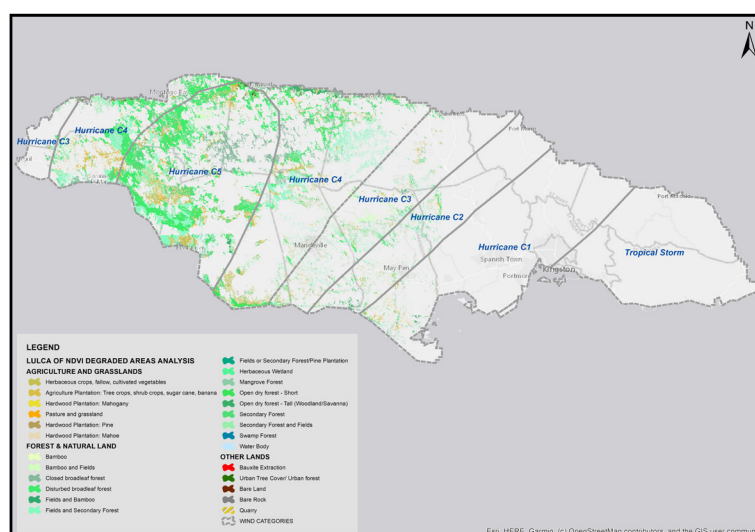 N
Montego Bay
Hurricane C4
Hurricane C3
Hurricane C5
Hurricane C4
Hurricane C3
Hurricane C2
Mandeville
May Pen
Hurricane C1
Spanish Town
Portmore
Kingston
Tropical Storm
Port Antonio
LEGEND
LULCA OF NDVI DEGRADED AREAS ANALYSIS
AGRICULTURE AND GRASSLANDS
Herbaceous crops, fallow, cultivated vegetables
Agriculture Plantation: Tree crops, shrub crops, sugar cane, banana
Hardwood Plantation: Mahogany
Pasture and grassland
Hardwood Plantation: Pine
Hardwood Plantation: Mahoe
FOREST & NATURAL LAND
Bamboo
Bamboo and Fields
Closed broadleaf forest
Disturbed broadleaf forest
Fields and Bamboo
Fields and Secondary Forest
Fields or Secondary Forest/Pine Plantation
Herbaceous Wetland
Mangrove Forest
Open dry forest - Short
Open dry forest - Tall (Woodland/Savanna)
Secondary Forest
Secondary Forest and Fields
Swamp Forest
Water Body
OTHER LANDS
Bauxite Extraction
Urban Tree Cover/ Urban forest
Bare Land
Bare Rock
Quarry
WIND CATEGORIES
Esri, HERE, Garmin, (c) OpenStreetMap contributors, and the GIS user commun